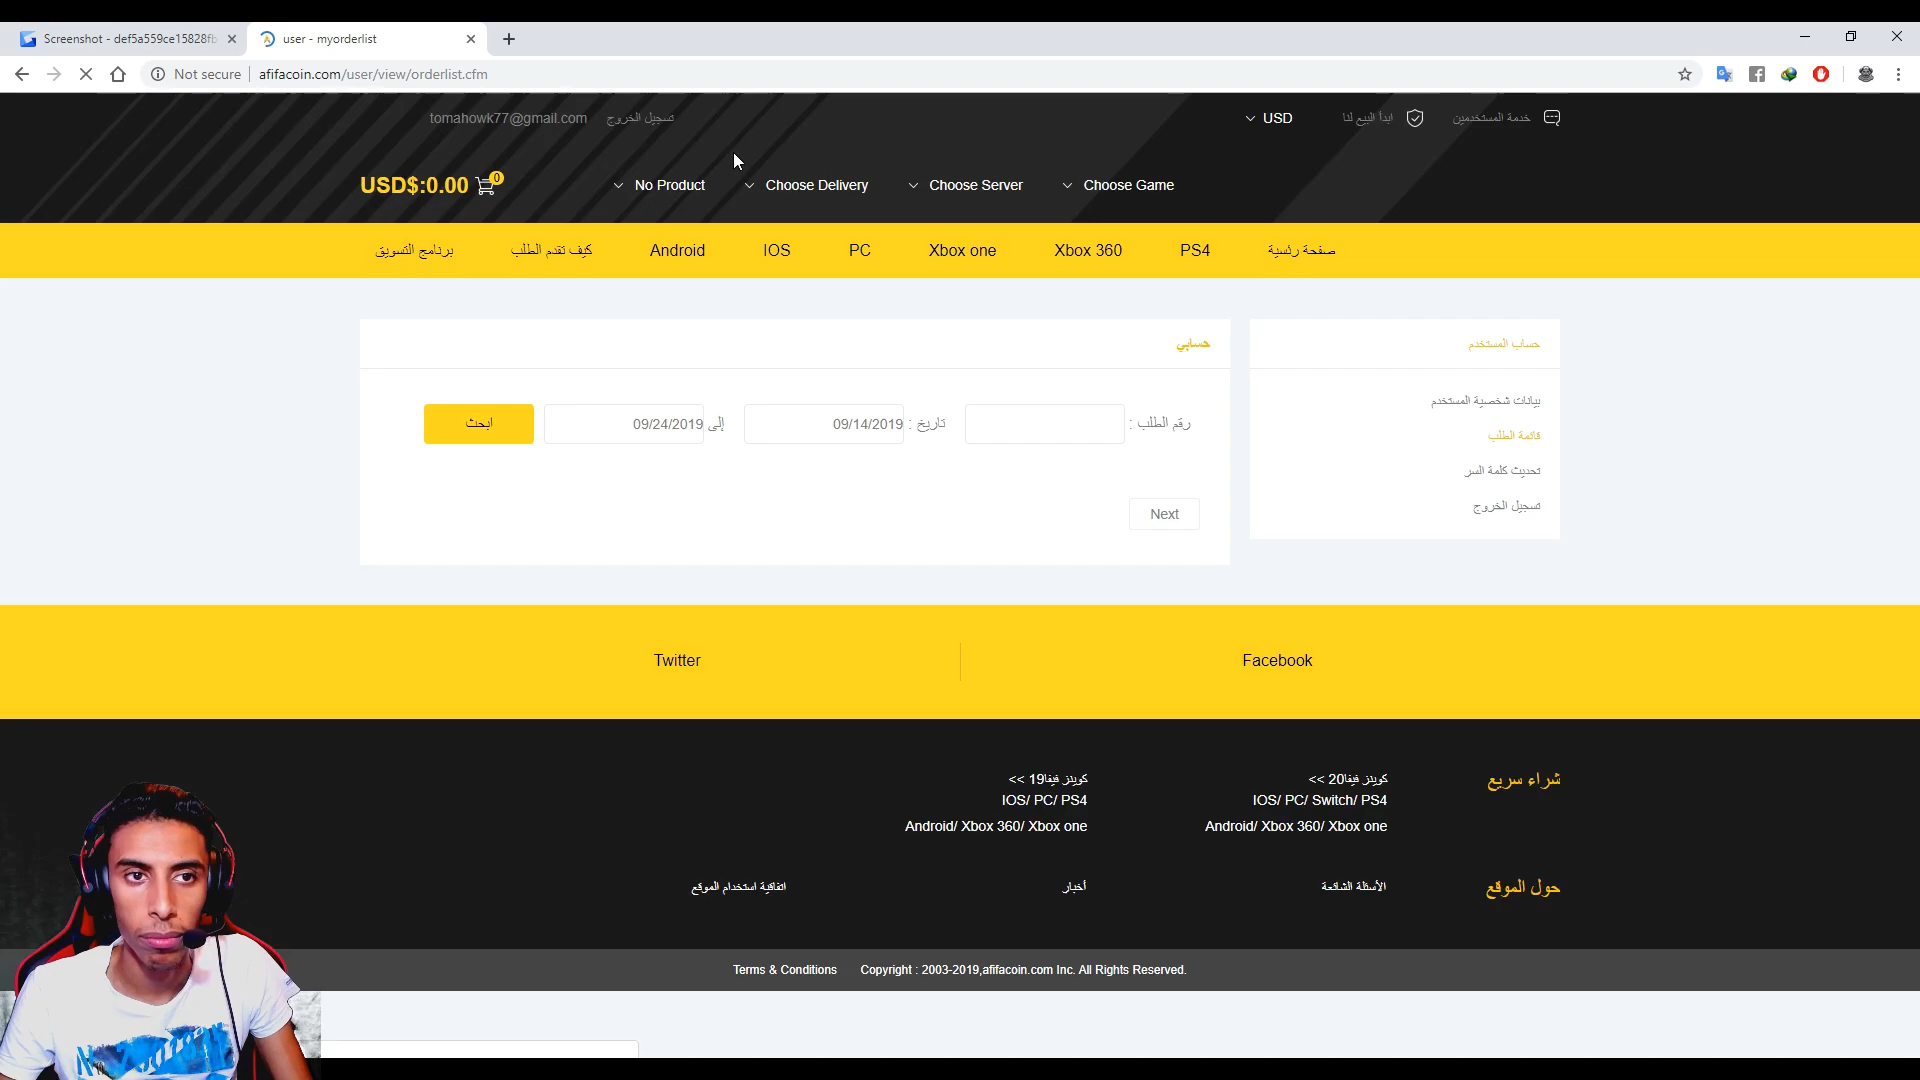 Screenshot - def5a559ce15828fb
user - myorderlist
Not secure
afifacoin.com/user/view/orderlist.cfm
tomahowk77@gmail.com
تسجيل الخروج
USD
ابدأ البيع لنا
خدمة المستخدمين
USD$:0.00
0
No Product
Choose Delivery
Choose Server
Choose Game
برنامج التسويق
كيف تقدم الطلب
Android
IOS
PC
Xbox one
Xbox 360
PS4
صفحة رئسية
حسابي
رقم الطلب :
تاريخ :
09/14/2019
إلى
09/24/2019
ابحث
Next
حساب المستخدم
بيانات شخصية المستخدم
قائمة الطلب
تحديث كلمة السر
تسجيل الخروج
Twitter
Facebook
شراء سريع
كوينز فيفا20 >>
IOS/ PC/ Switch/ PS4
Android/ Xbox 360/ Xbox one
كوينز فيفا19 >>
IOS/ PC/ PS4
Android/ Xbox 360/ Xbox one
حول الموقع
الأسئلة الشائعة
أخبار
اتفاقية استخدام الموقع
Terms & Conditions
Copyright : 2003-2019,afifacoin.com Inc. All Rights Reserved.